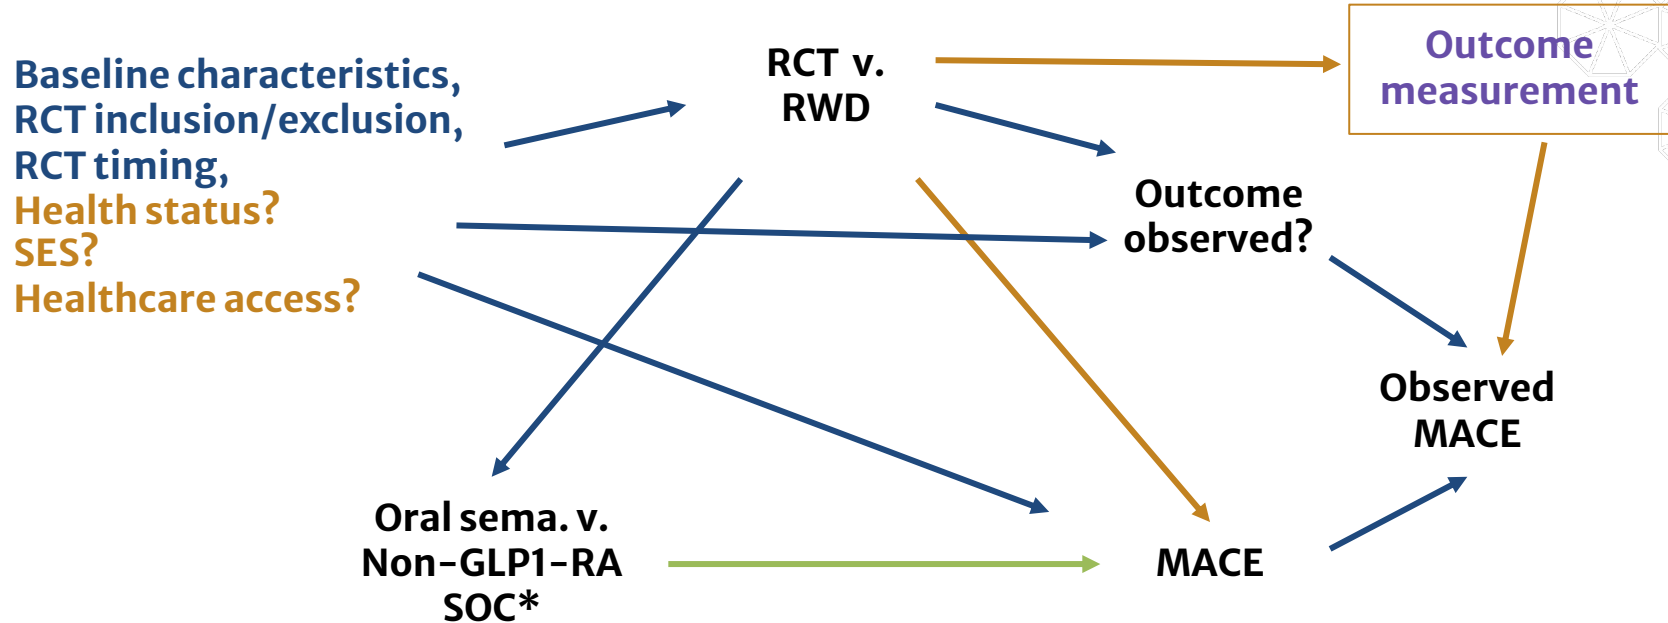 Baseline characteristics,
RCT inclusion/exclusion,
RCT timing,
Health status?
SES?
Healthcare access?
RCT v.
RWD
Outcome
measurement
Outcome
observed?
Observed
MACE
Oral sema. v.
Non-GLP1-RA
SOC*
MACE